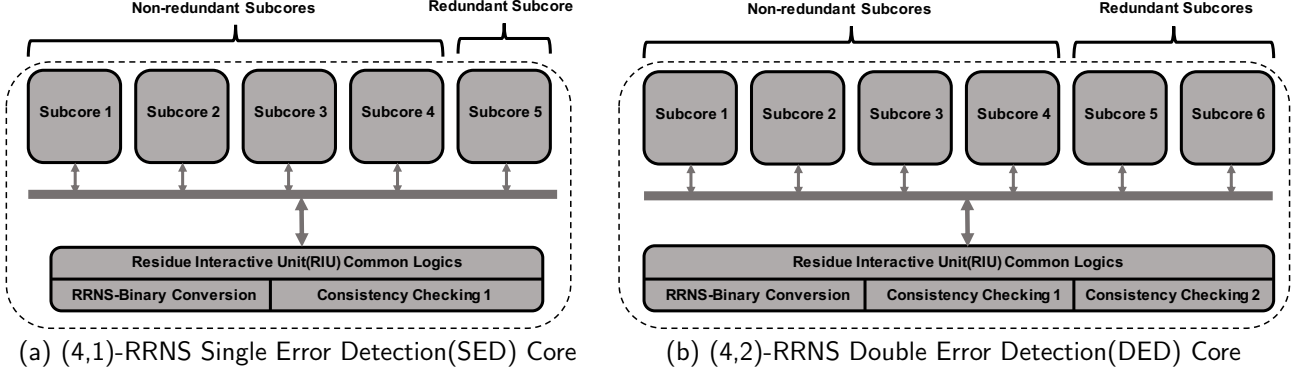 Non-redundant Subcores
Redundant Subcore
Subcore 1
Subcore 2
Subcore 3
Subcore 4
Subcore 5
Residue Interactive Unit(RIU) Common Logics
RRNS-Binary Conversion
Consistency Checking 1
(a) (4,1)-RRNS Single Error Detection(SED) Core
Non-redundant Subcores
Redundant Subcores
Subcore 1
Subcore 2
Subcore 3
Subcore 4
Subcore 5
Subcore 6
Residue Interactive Unit(RIU) Common Logics
RRNS-Binary Conversion
Consistency Checking 1
Consistency Checking 2
(b) (4,2)-RRNS Double Error Detection(DED) Core